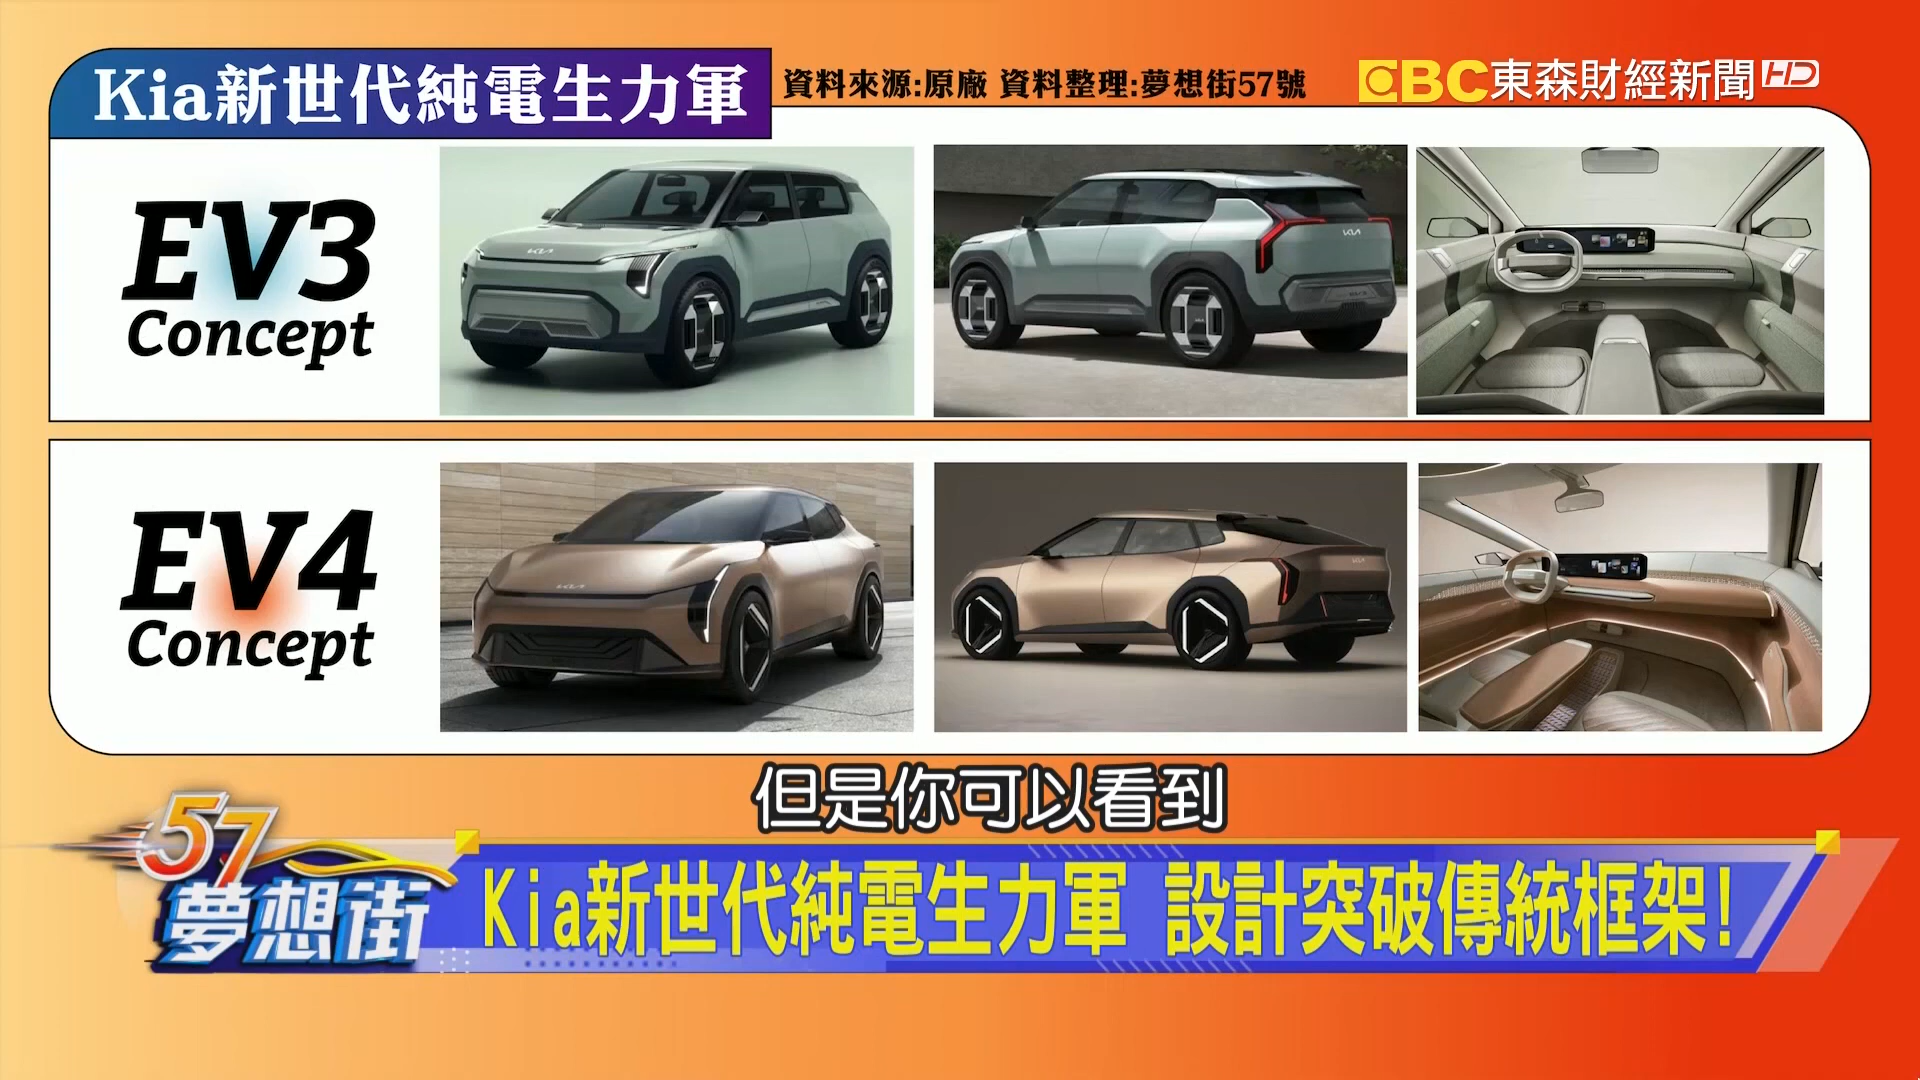 Kia新世代純電生力軍
資料來源:原廠 資料整理:夢想街57號
EBC東森財經新聞HD
EV3
Concept
EV4
Concept
但是你可以看到
57
夢想街
Kia新世代純電生力軍 設計突破傳統框架!